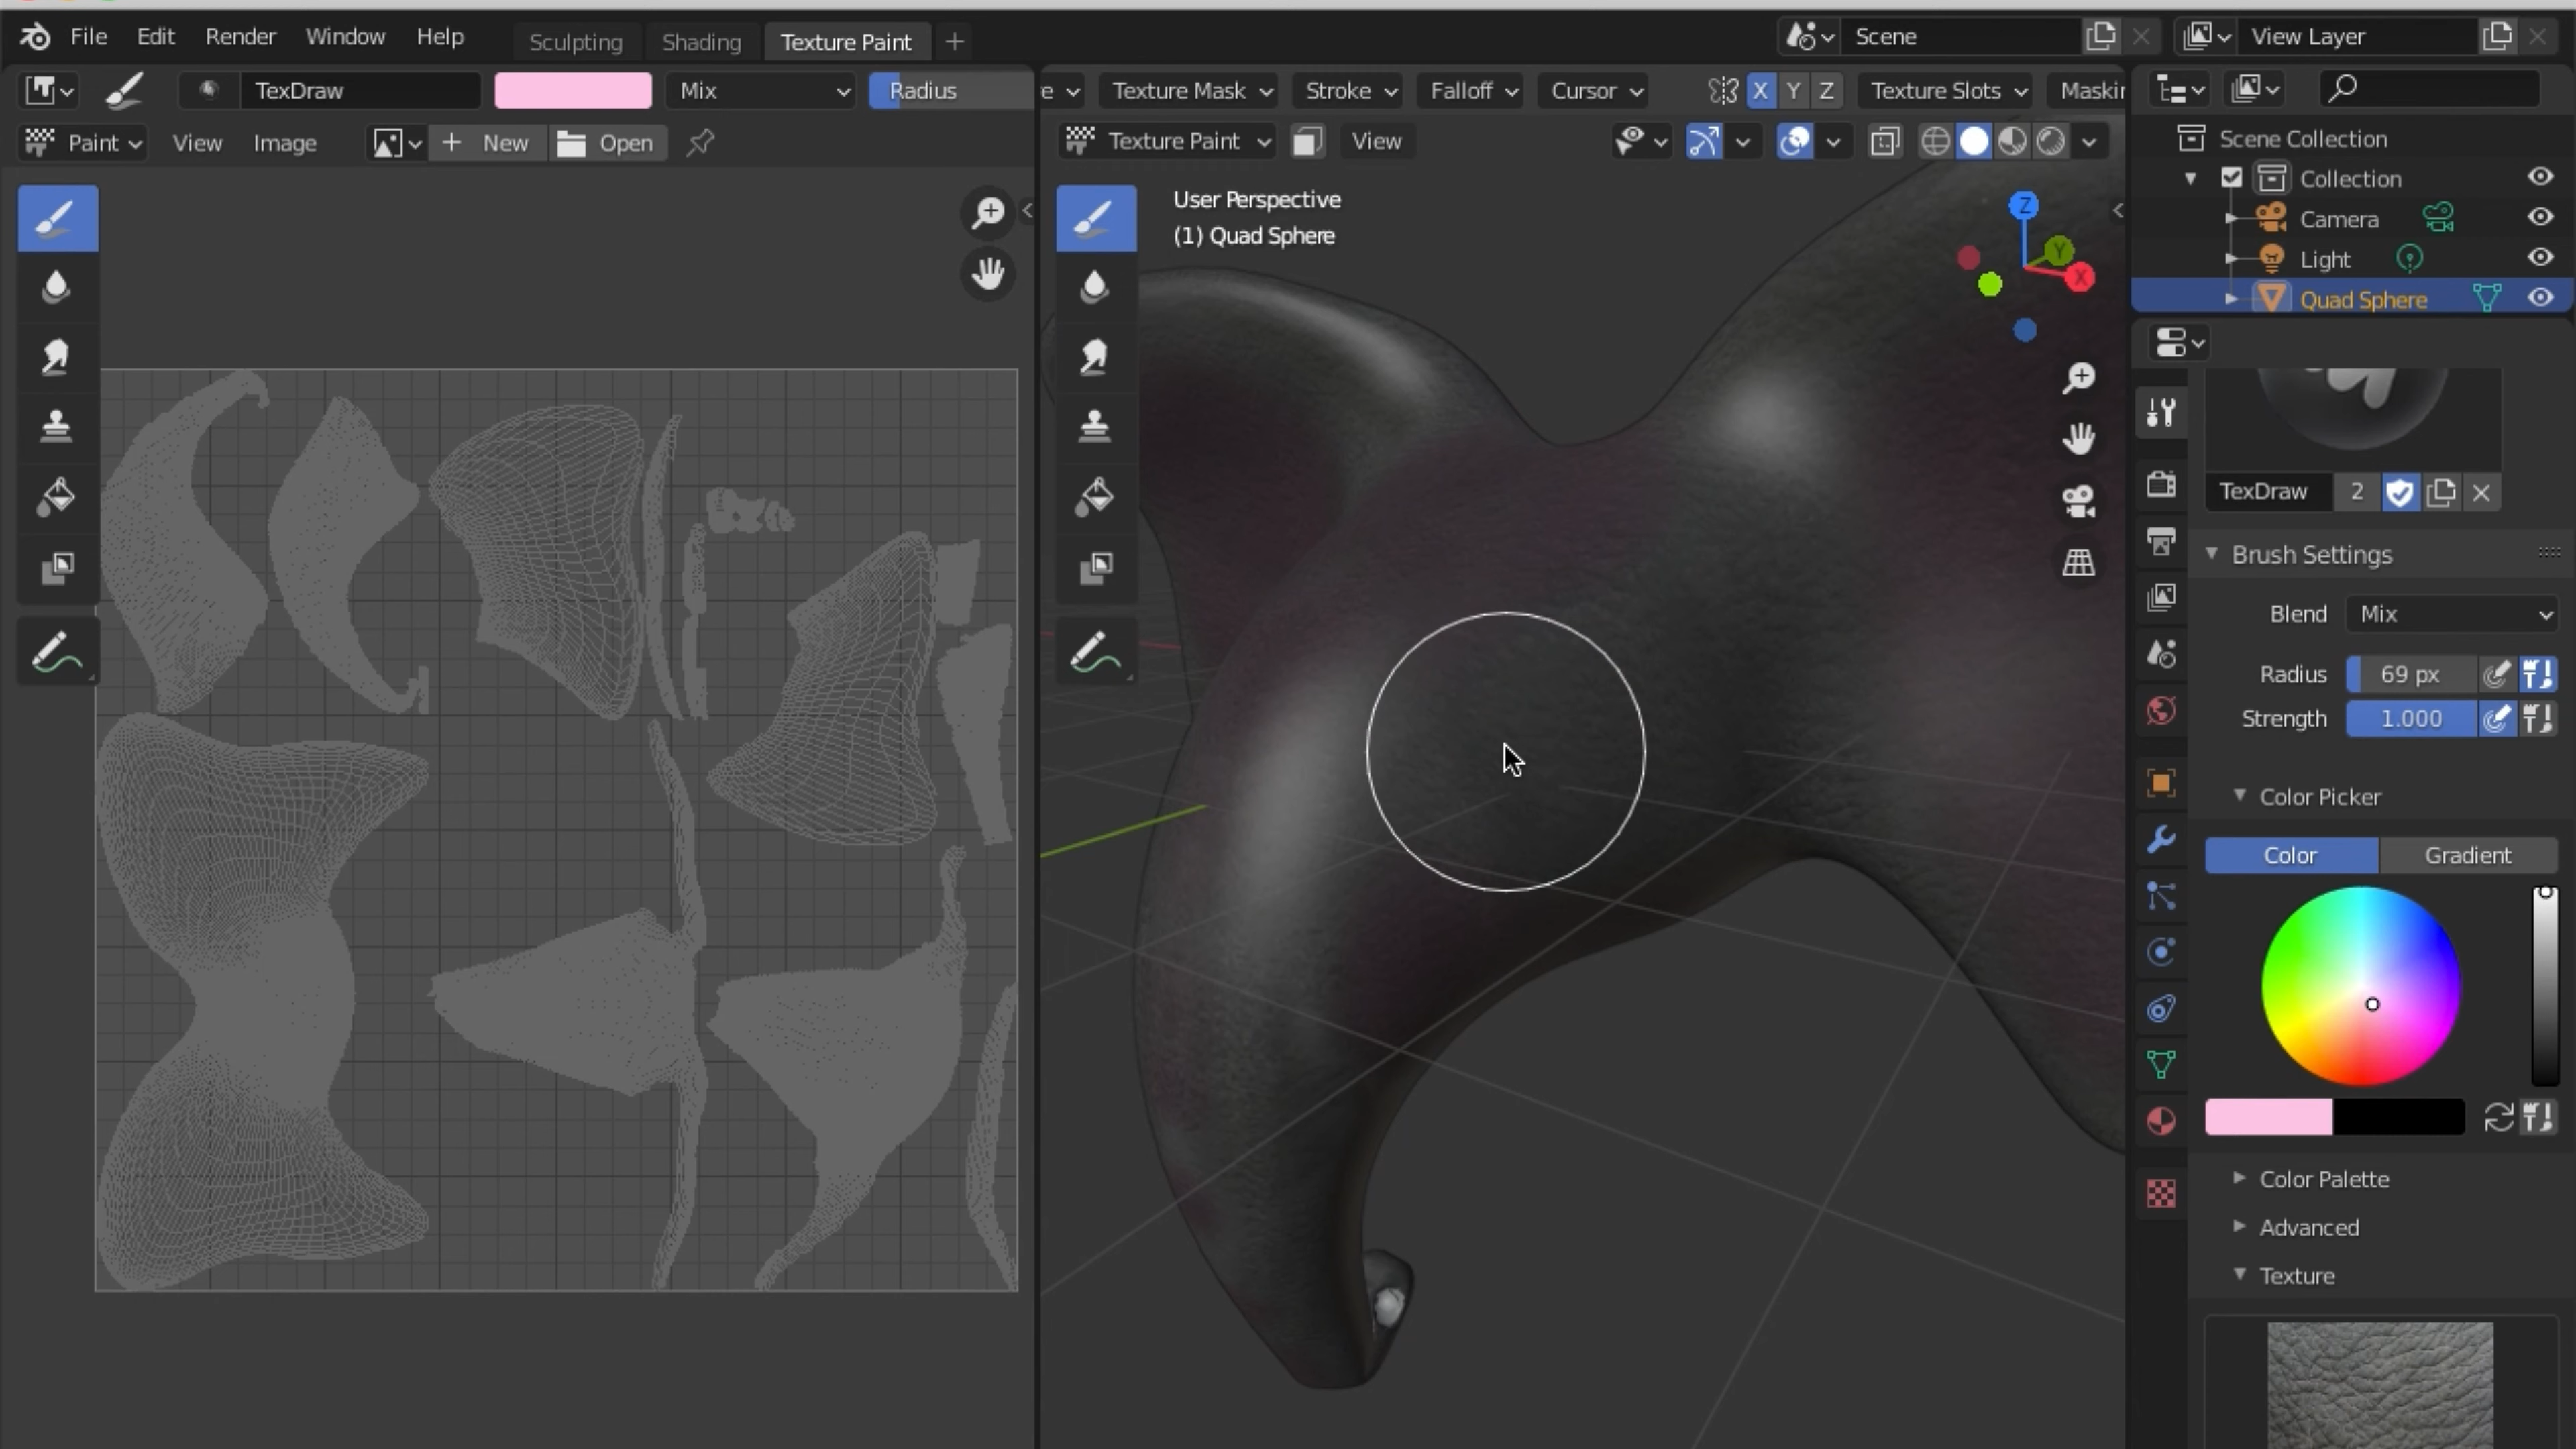 File Edit Render Window Help Sculpting Shading Texture Paint + Scene View Layer
TexDraw Mix Radius Texture Mask Stroke Falloff Cursor X Y Z Texture Slots
Paint View Image + New Open Texture Paint View
Scene Collection
Collection
Camera
Light
Quad Sphere
User Perspective
(1) Quad Sphere
Z
Y
X
TexDraw 2
Brush Settings
Blend Mix
Radius 69 px
Strength 1.000
Color Picker
Color Gradient
Color Palette
Advanced
Texture